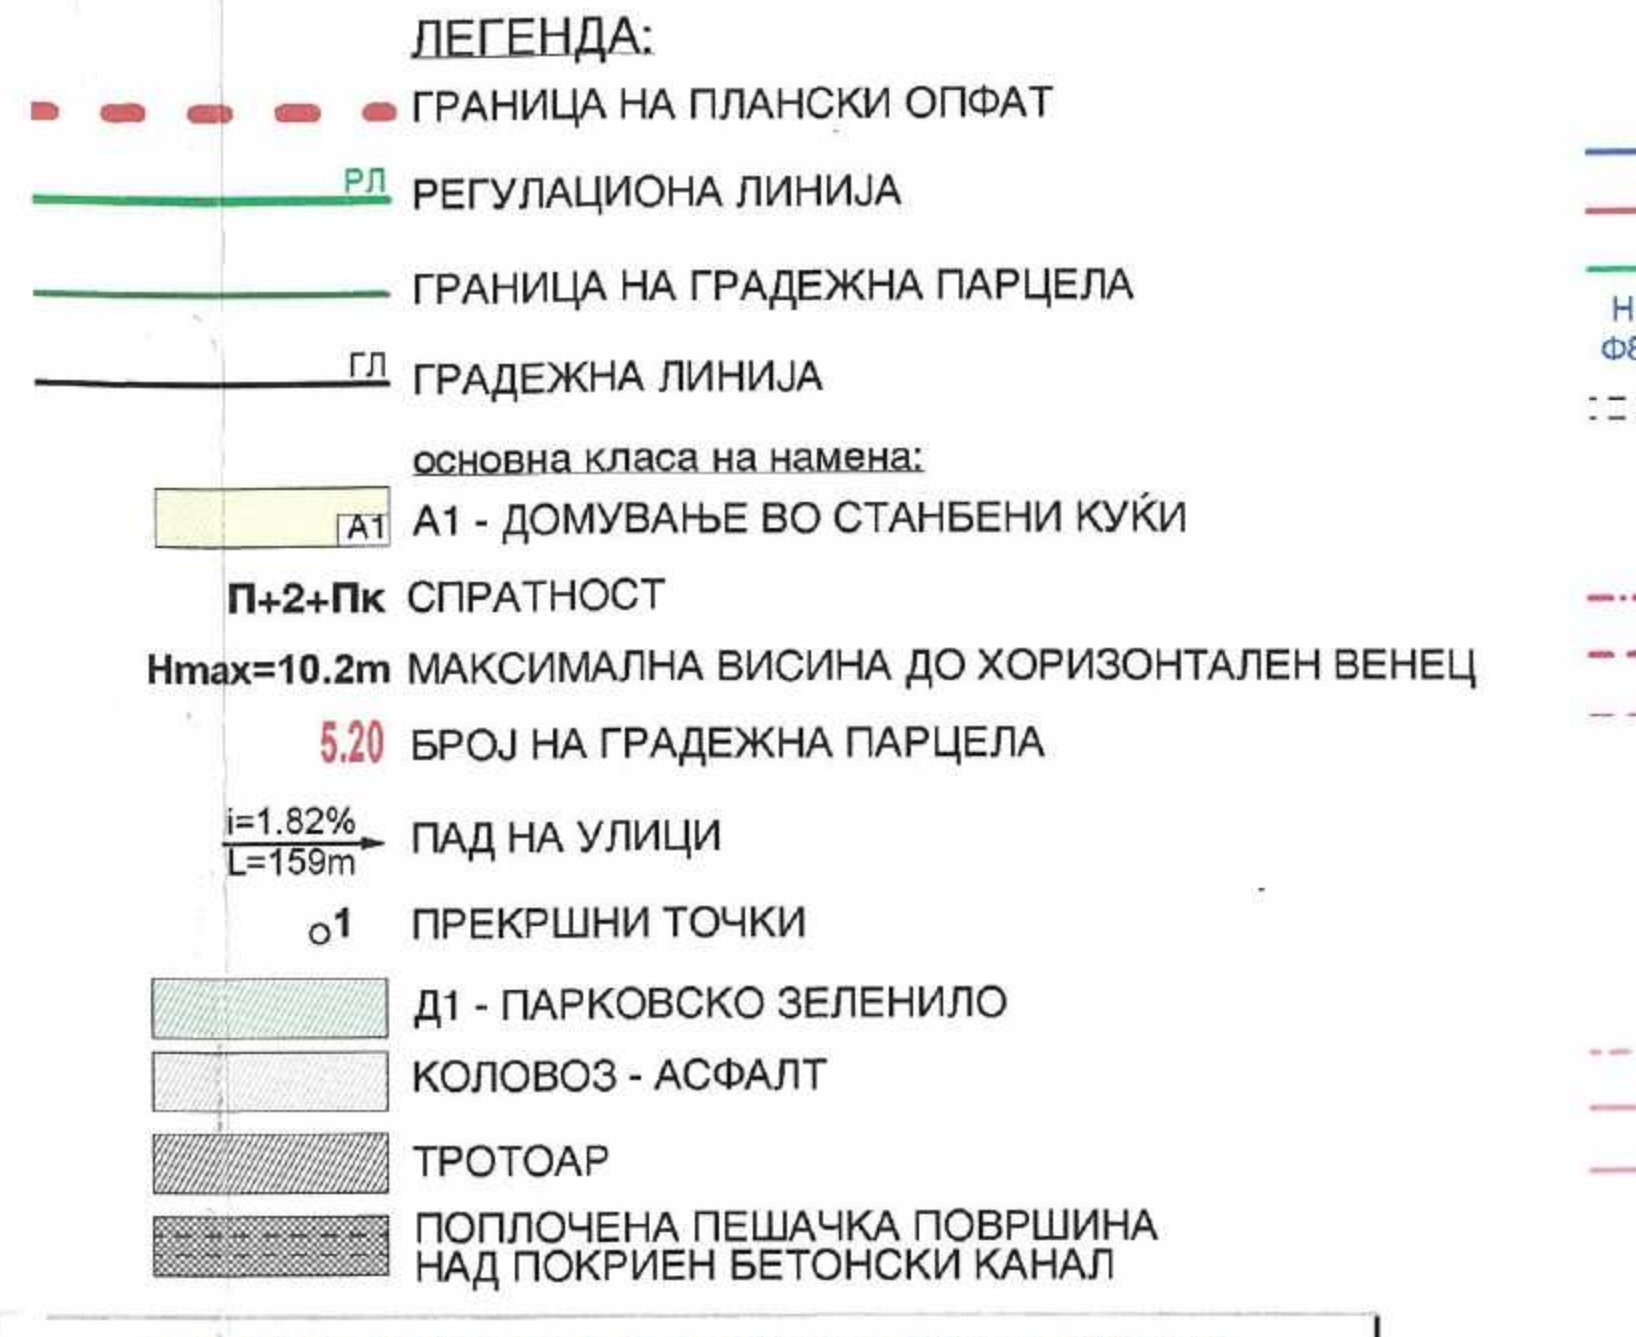 ЛЕГЕНДА:
ГРАНИЦА НА ПЛАНСКИ ОПФАТ
РЛ РЕГУЛАЦИОНА ЛИНИЈА
ГРАНИЦА НА ГРАДЕЖНА ПАРЦЕЛА
ГЛ ГРАДЕЖНА ЛИНИЈА
основна класа на намена:
А1 А1 - ДОМУВАЊЕ ВО СТАНБЕНИ КУЌИ
П+2+Пк СПРАТНОСТ
Hmax=10.2m МАКСИМАЛНА ВИСИНА ДО ХОРИЗОНТАЛЕН ВЕНЕЦ
5.20 БРОЈ НА ГРАДЕЖНА ПАРЦЕЛА
i=1.82%
L=159m
ПАД НА УЛИЦИ
1 ПРЕКРШНИ ТОЧКИ
Д1 - ПАРКОВСКО ЗЕЛЕНИЛО
КОЛОВОЗ - АСФАЛТ
ТРОТОАР
ПОПЛОЧЕНА ПЕШАЧКА ПОВРШИНА
НАД ПОКРИЕН БЕТОНСКИ КАНАЛ